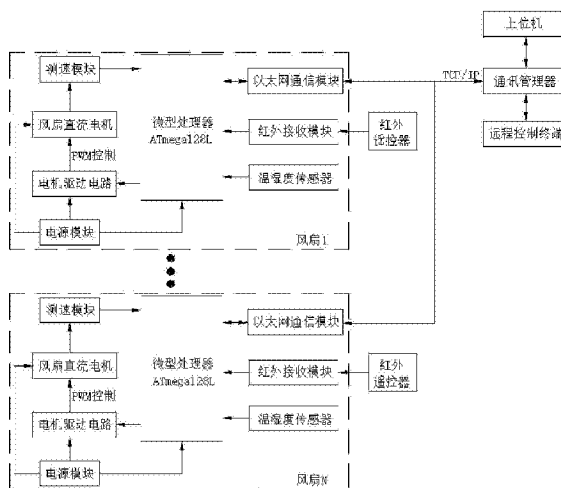 上位机
测速模块
以太网通信模块
TCP/IP
通讯管理器
风扇直流电机
微型处理器
ATmega128L
红外接收模块
红外
遥控器
远程控制终端
PWM控制
电机驱动电路
温湿度传感器
电源模块
风扇1
测速模块
以太网通信模块
风扇直流电机
微型处理器
ATmega128L
红外接收模块
红外
遥控器
PWM控制
电机驱动电路
温湿度传感器
电源模块
风扇N